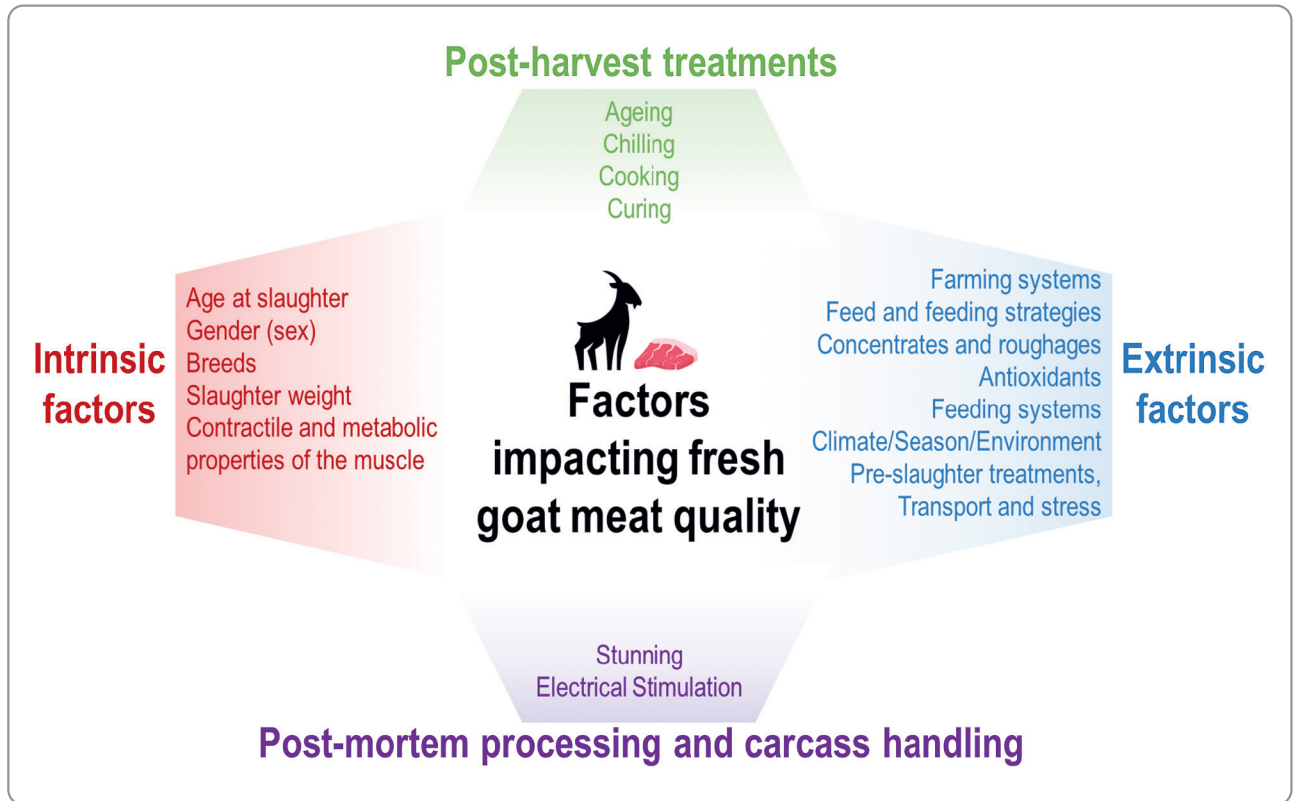 Post-harvest treatments
Ageing
Chilling
Cooking
Curing
Intrinsic
factors
Age at slaughter
Gender (sex)
Breeds
Slaughter weight
Contractile and metabolic
properties of the muscle
Factors
impacting fresh
goat meat quality
Farming systems
Feed and feeding strategies
Concentrates and roughages
Antioxidants
Feeding systems
Climate/Season/Environment
Pre-slaughter treatments,
Transport and stress
Extrinsic
factors
Stunning
Electrical Stimulation
Post-mortem processing and carcass handling